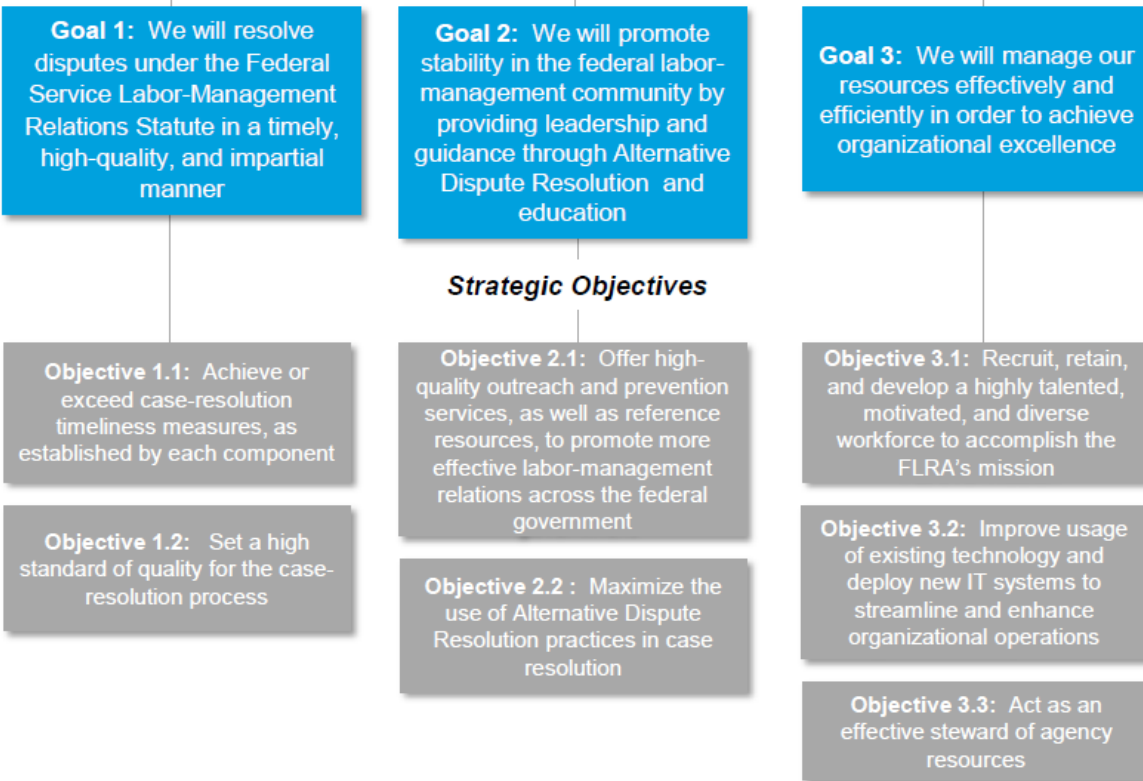 Goal 1: We will resolve
disputes under the Federal
Service Labor-Management
Relations Statute in a timely,
high-quality, and impartial
manner
Goal 2: We will promote
stability in the federal labor-
management community by
providing leadership and
guidance through Alternative
Dispute Resolution and
education
Goal 3: We will manage our
resources effectively and
efficiently in order to achieve
organizational excellence
Strategic Objectives
Objective 1.1: Achieve or
exceed case-resolution
timeliness measures, as
established by each component
Objective 1.2: Set a high
standard of quality for the case-
resolution process
Objective 2.1: Offer high-
quality outreach and prevention
services, as well as reference
resources, to promote more
effective labor-management
relations across the federal
government
Objective 2.2 : Maximize the
use of Alternative Dispute
Resolution practices in case
resolution
Objective 3.1: Recruit, retain,
and develop a highly talented,
motivated, and diverse
workforce to accomplish the
FLRA's mission
Objective 3.2: Improve usage
of existing technology and
deploy new IT systems to
streamline and enhance
organizational operations
Objective 3.3: Act as an
effective steward of agency
resources